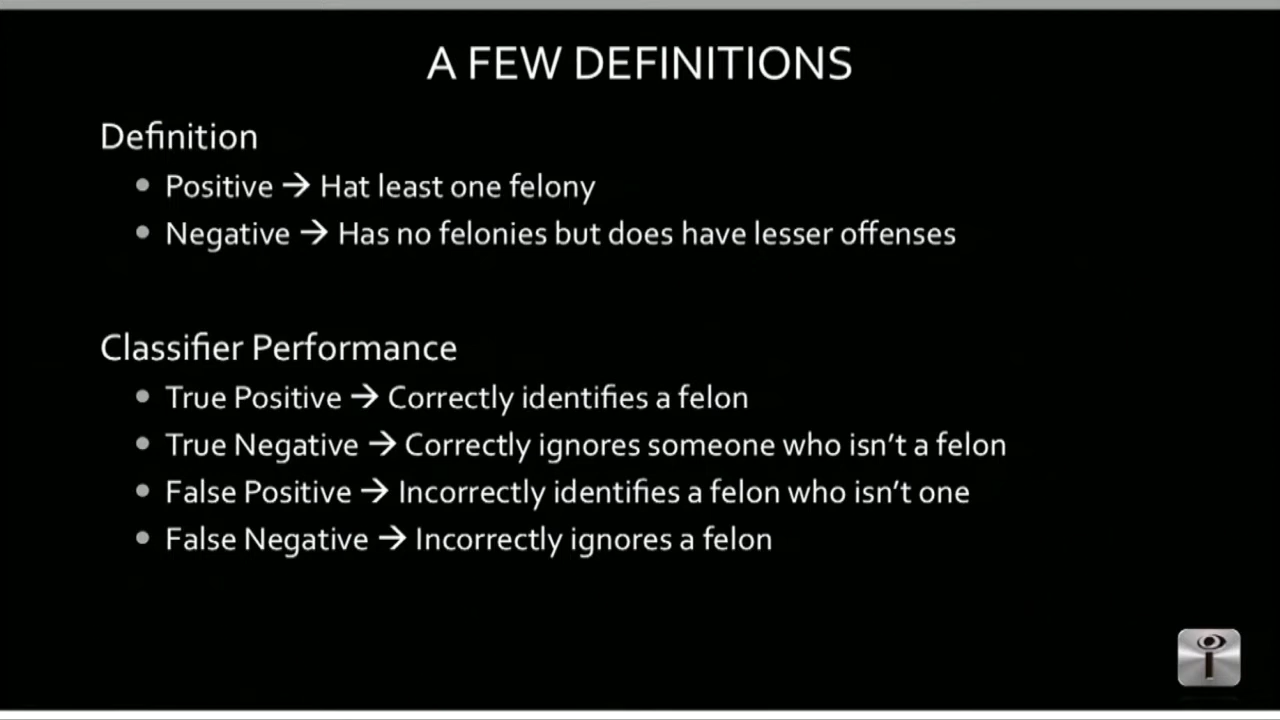 A FEW DEFINITIONS
Definition
• Positive → Hat least one felony
• Negative → Has no felonies but does have lesser offenses
Classifier Performance
• True Positive → Correctly identifies a felon
• True Negative → Correctly ignores someone who isn't a felon
• False Positive → Incorrectly identifies a felon who isn't one
• False Negative → Incorrectly ignores a felon